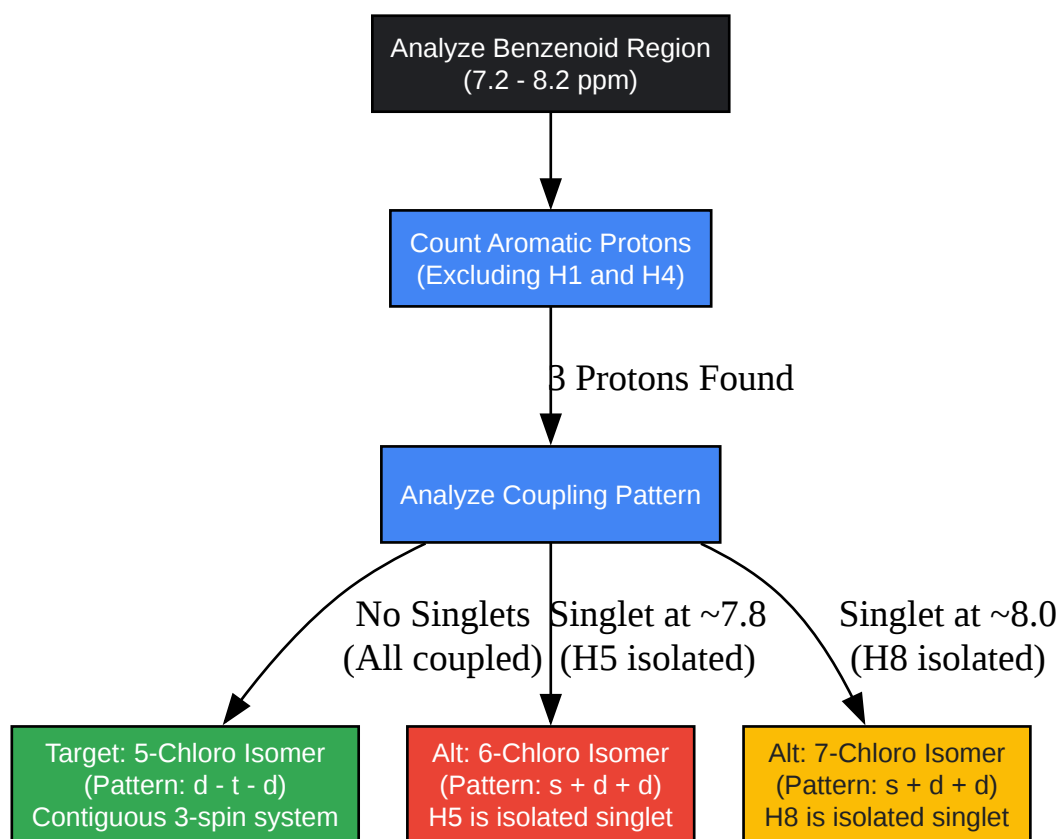 Analyze Benzenoid Region
(7.2 - 8.2 ppm)
Count Aromatic Protons
(Excluding H1 and H4)
3 Protons Found
Analyze Coupling Pattern
No Singlets
(All coupled)
Singlet at ~7.8
(H5 isolated)
Singlet at ~8.0
(H8 isolated)
Target: 5-Chloro Isomer
(Pattern: d - t - d)
Contiguous 3-spin system
Alt: 6-Chloro Isomer
(Pattern: s + d + d)
H5 is isolated singlet
Alt: 7-Chloro Isomer
(Pattern: s + d + d)
H8 is isolated singlet